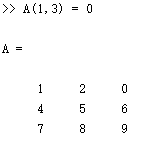 >> A(1,3) = 0
A =
1 2 0
4 5 6
7 8 9